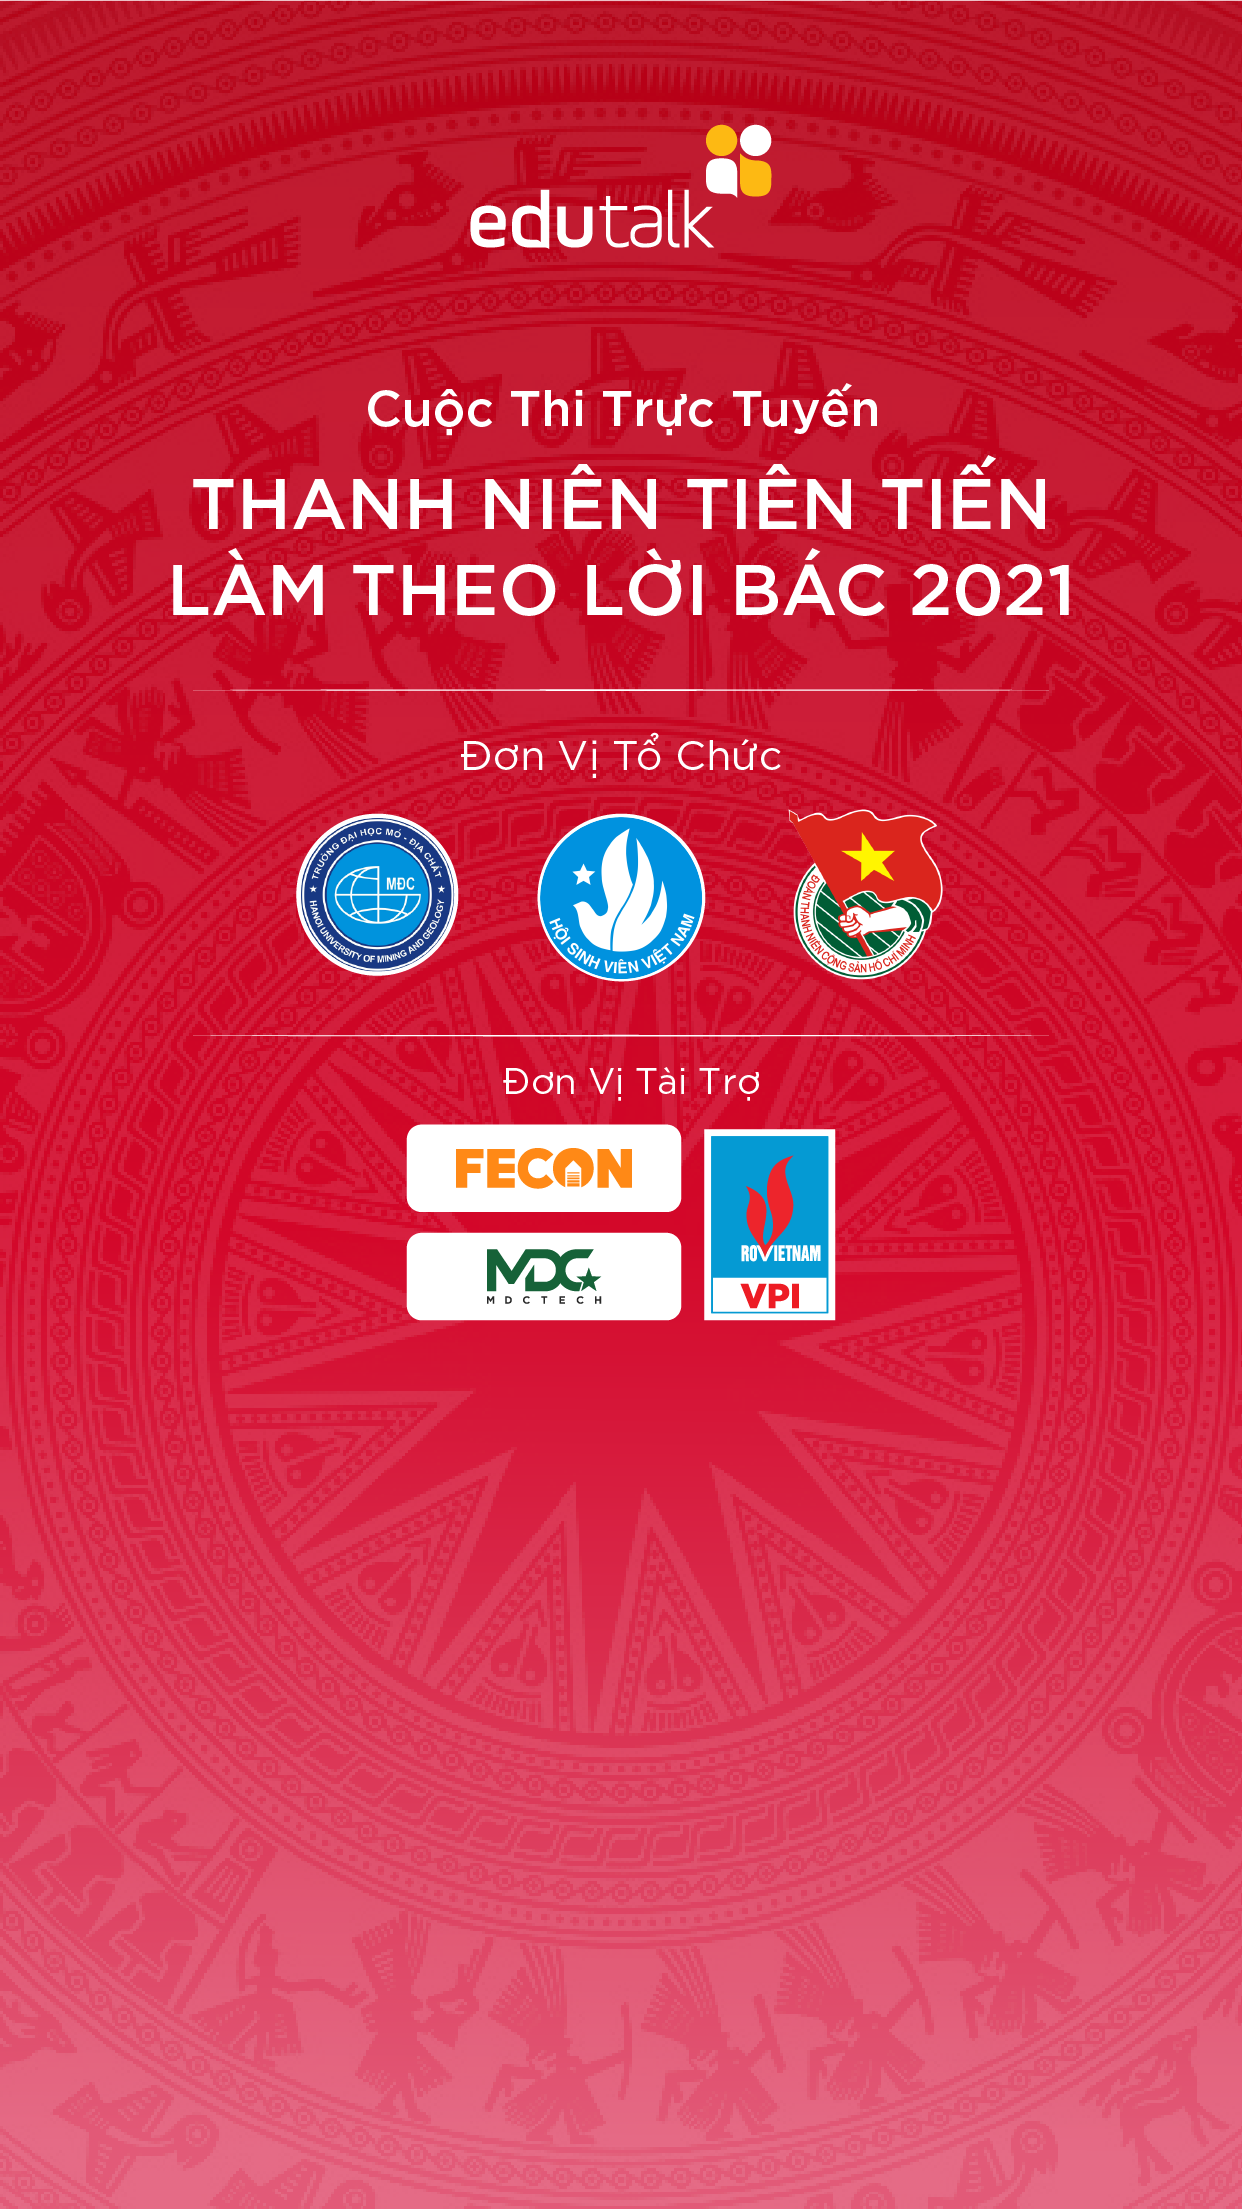 edutalk
Cuộc Thi Trực Tuyến
THANH NIÊN TIÊN TIẾN
LÀM THEO LỜI BÁC 2021
Đơn Vị Tổ Chức
TRƯỜNG ĐẠI HỌC MỎ - ĐỊA CHẤT
MĐC
HANOI UNIVERSITY OF MINING AND GEOLOGY
HỘI SINH VIÊN VIỆT NAM
ĐOÀN THANH NIÊN CỘNG SẢN HỒ CHÍ MINH
Đơn Vị Tài Trợ
FECON
MDC
MDCTECH
ROVIETNAM
VPI